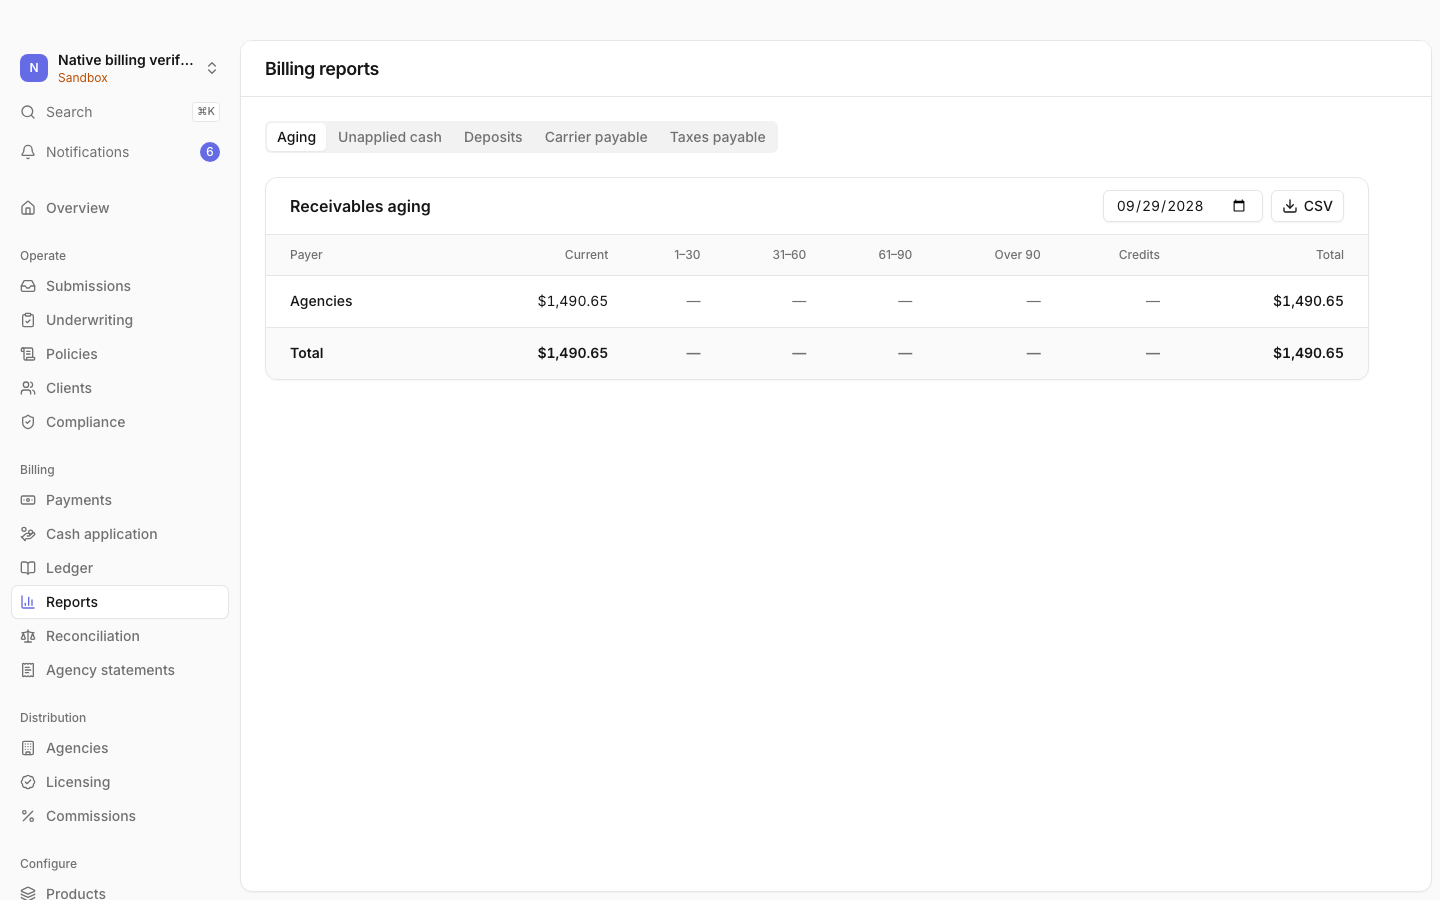 N
Native billing verif...
Sandbox
Search
⌘K
Notifications
6
Overview
Operate
Submissions
Underwriting
Policies
Clients
Compliance
Billing
Payments
Cash application
Ledger
Reports
Reconciliation
Agency statements
Distribution
Agencies
Licensing
Commissions
Configure
Products
Billing reports
Aging Unapplied cash Deposits Carrier payable Taxes payable
Receivables aging
09/29/2028
CSV
Payer Current 1–30 31–60 61–90 Over 90 Credits Total
Agencies $1,490.65 — — — — — $1,490.65
Total $1,490.65 — — — — — $1,490.65